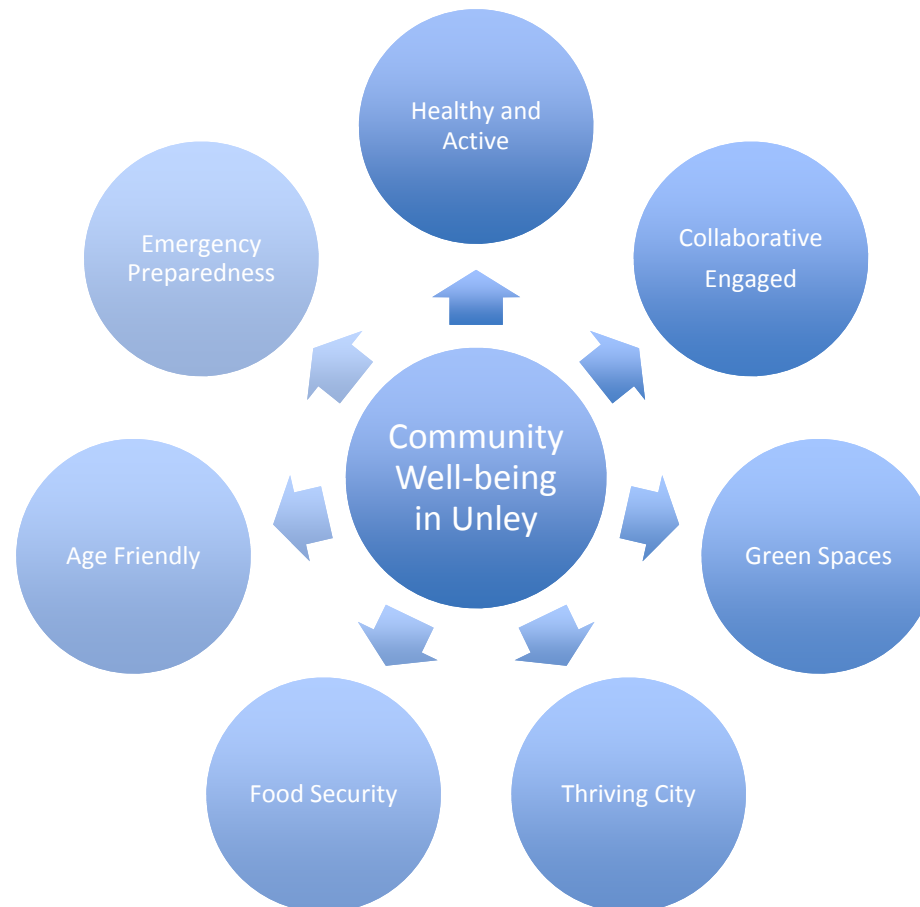 Healthy and
Active
Collaborative
Engaged
Green Spaces
Thriving City
Food Security
Age Friendly
Emergency
Preparedness
Community
Well-being
in Unley